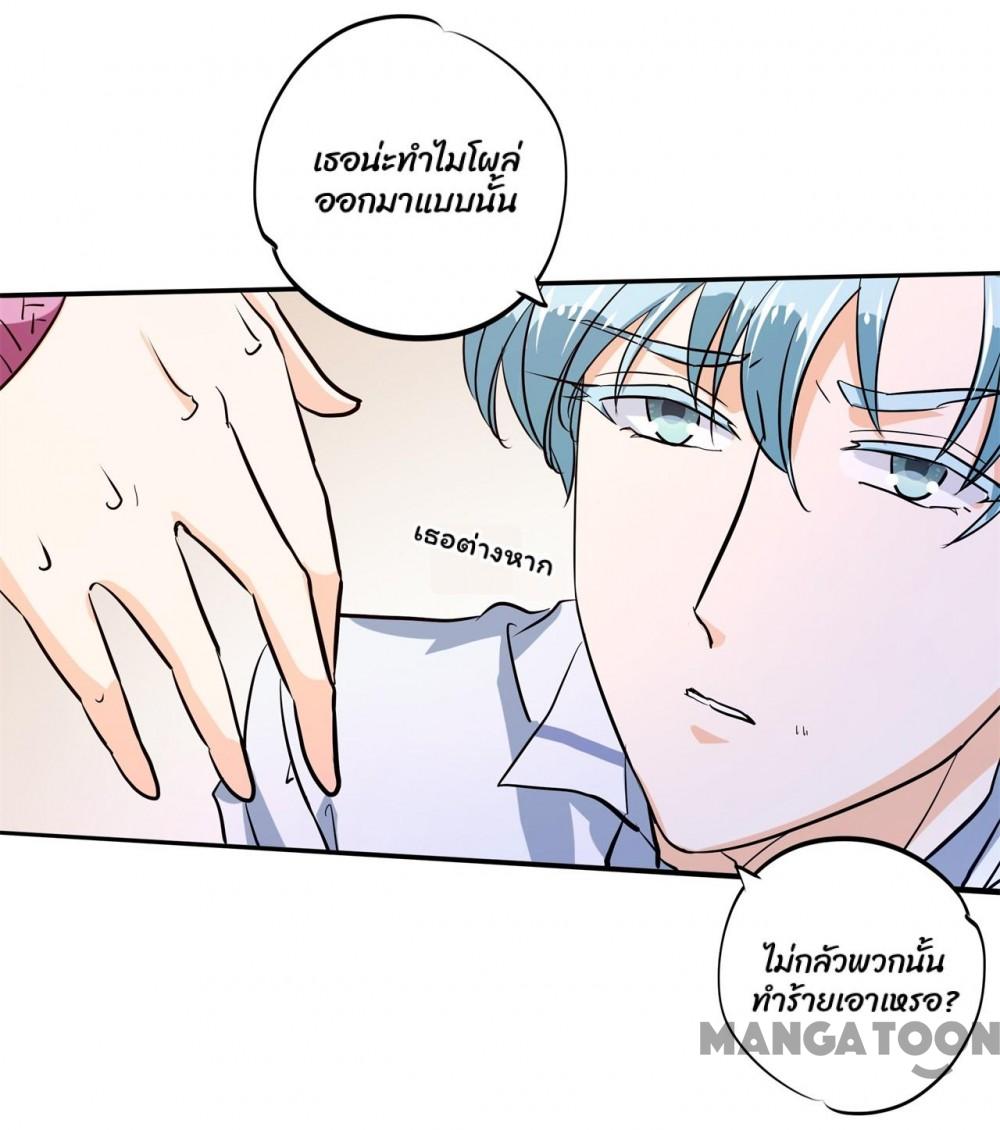 เธอน่ะทำไมโผล่
ออกมาแบบนั้น
เธอต่างหาก
ไม่กลัวพวกนั้น
ทำร้ายเอาเหรอ?
MANGATOON